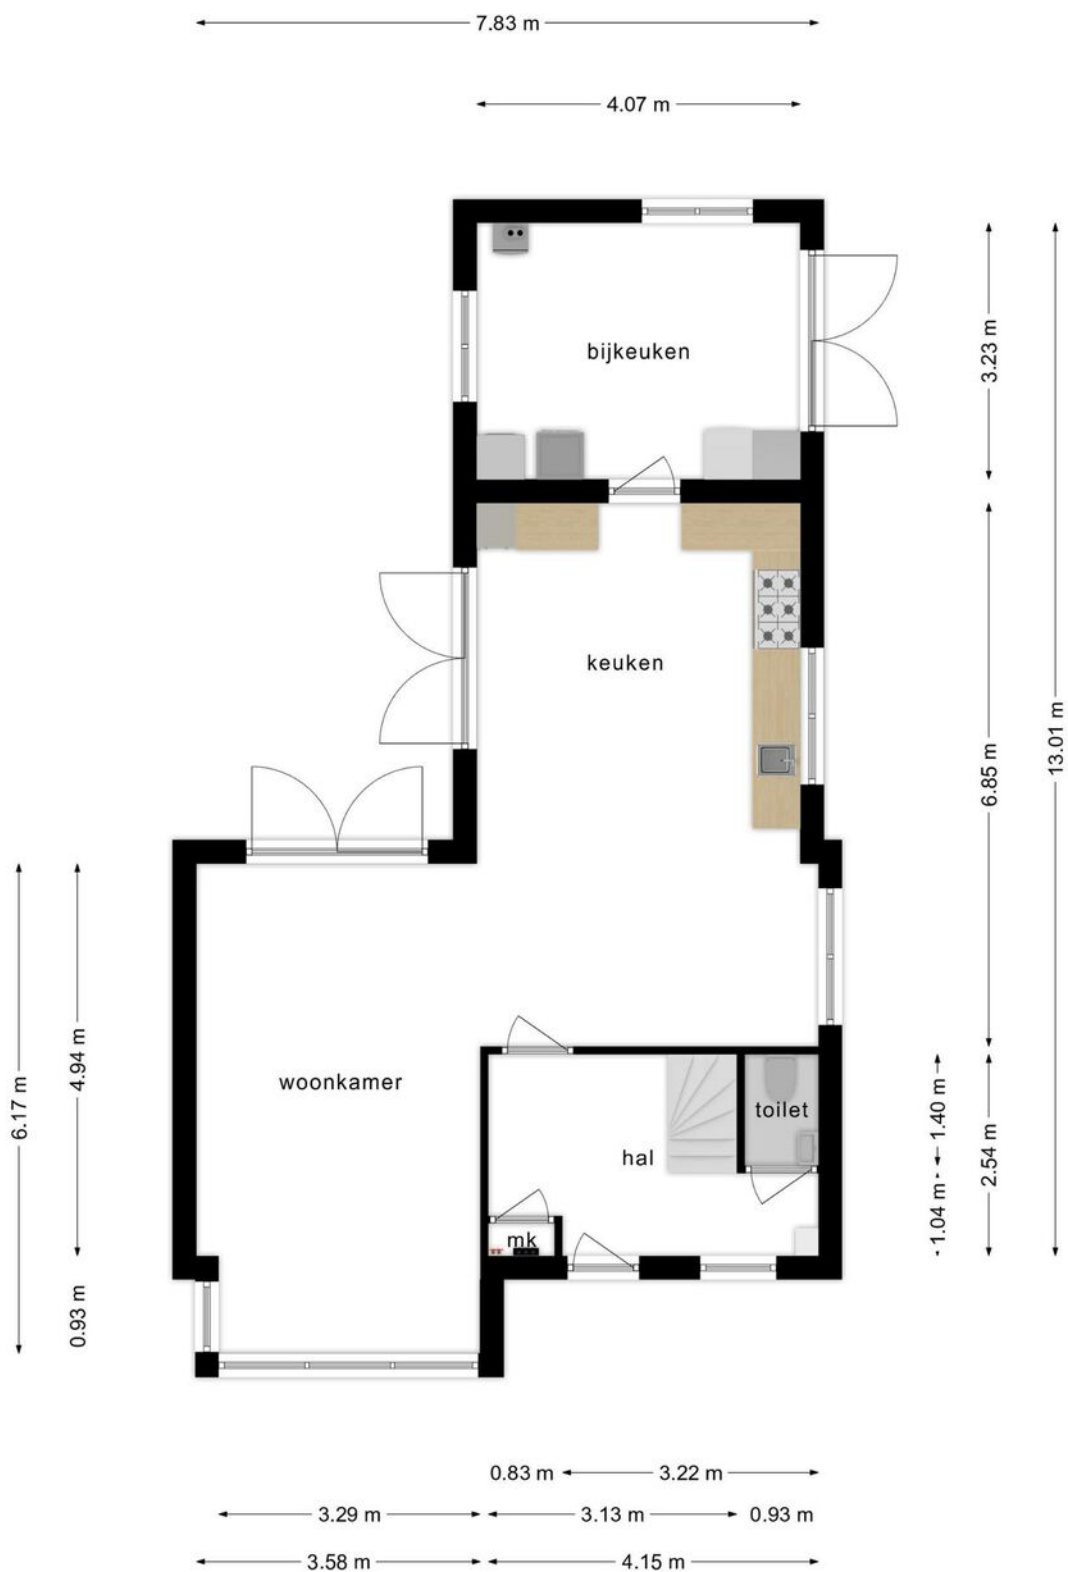 7.83 m
4.07 m
bijkeuken
3.23 m
keuken
6.85 m
13.01 m
6.17 m
4.94 m
0.93 m
woonkamer
toilet
hal
mk
1.40 m
1.04 m
2.54 m
0.83 m
3.22 m
3.29 m
3.13 m
0.93 m
3.58 m
4.15 m